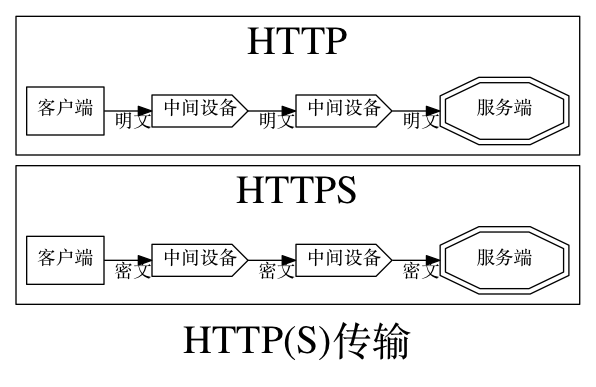 HTTP
客户端 明文 中间设备 明文 中间设备 明文 服务端
HTTPS
客户端 密文 中间设备 密文 中间设备 密文 服务端
HTTP(S)传输